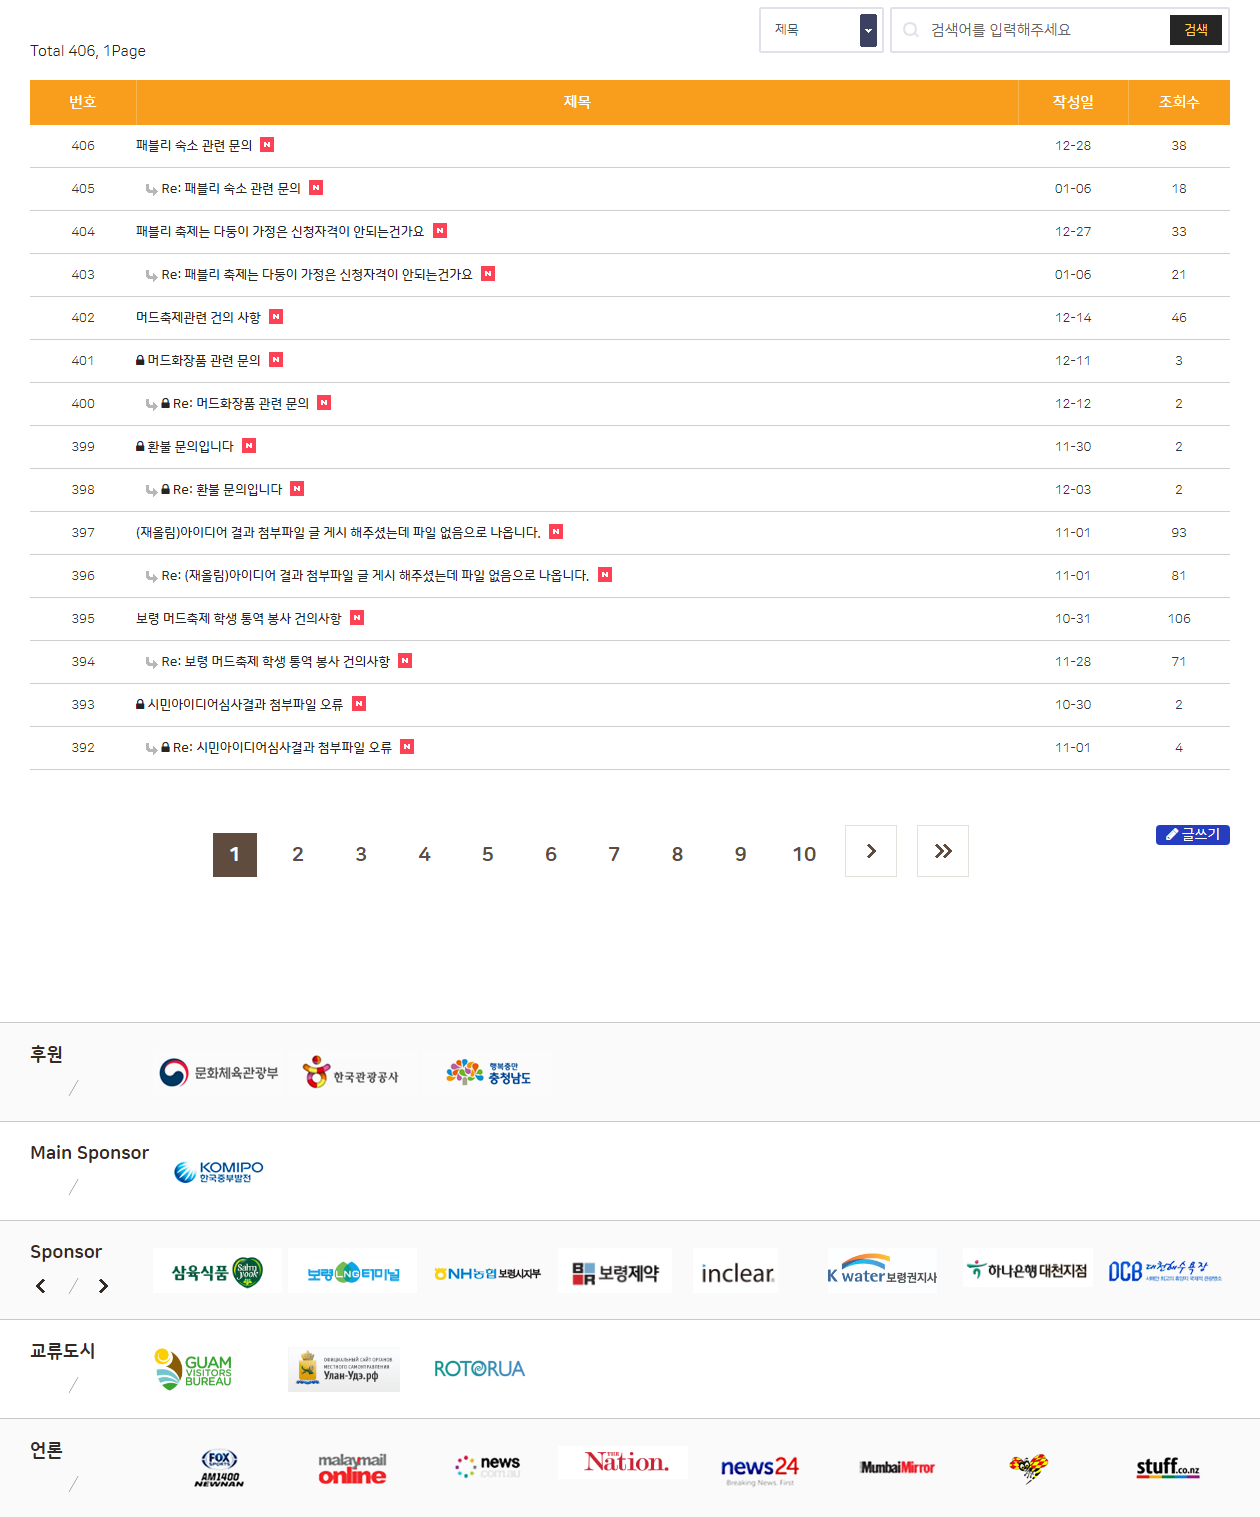 제목
검색어를 입력해주세요
검색
Total 406, 1Page
번호 제목 작성일 조회수
406 패블리 숙소 관련 문의 N 12-28 38
405 Re: 패블리 숙소 관련 문의 N 01-06 18
404 패블리 축제는 다둥이 가정은 신청자격이 안되는건가요 N 12-27 33
403 Re: 패블리 축제는 다둥이 가정은 신청자격이 안되는건가요 N 01-06 21
402 머드축제관련 건의 사항 N 12-14 46
401 머드화장품 관련 문의 N 12-11 3
400 Re: 머드화장품 관련 문의 N 12-12 2
399 환불 문의입니다 N 11-30 2
398 Re: 환불 문의입니다 N 12-03 2
397 (재올림)아이디어 결과 첨부파일 글 게시 해주셨는데 파일 없음으로 나옵니다. N 11-01 93
396 Re: (재올림)아이디어 결과 첨부파일 글 게시 해주셨는데 파일 없음으로 나옵니다. N 11-01 81
395 보령 머드축제 학생 통역 봉사 건의사항 N 10-31 106
394 Re: 보령 머드축제 학생 통역 봉사 건의사항 N 11-28 71
393 시민아이디어심사결과 첨부파일 오류 N 10-30 2
392 Re: 시민아이디어심사결과 첨부파일 오류 N 11-01 4
1 2 3 4 5 6 7 8 9 10
글쓰기
후원
문화체육관광부
한국관광공사
행복충만
충청남도
Main Sponsor
KOMIPO
한국중부발전
Sponsor
삼육식품 Sahm yook
보령LNG터미널
NH농협 보령시지부
BR 보령제약
inclear.
K water 보령권지사
하나은행 대천지점
OCB 대천해수욕장
교류도시
GUAM
VISITORS
BUREAU
ОФИЦИАЛЬНЫЙ САЙТ ОРГАНОВ
МЕСТНОГО САМОУПРАВЛЕНИЯ
Улан-Удэ.рф
ROTORUA
언론
FOX
SPORTS
AM1400
NEWNAN
malaymail
online
news
com.au
THE
Nation.
news24
Breaking News. First
MumbaiMirror
stuff.co.nz